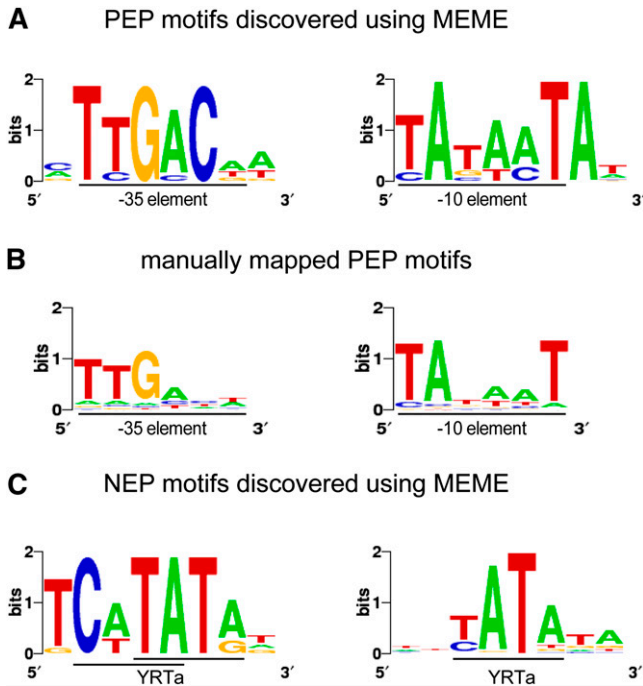 A PEP motifs discovered using MEME
2 2
bits 1 bits 1
0 0
5′ -35 element 3′ 5′ -10 element 3′
B manually mapped PEP motifs
2 2
bits 1 bits 1
0 0
5′ -35 element 3′ 5′ -10 element 3′
C NEP motifs discovered using MEME
2 2
bits 1 bits 1
0 0
5′ YRTa 3′ 5′ YRTa 3′